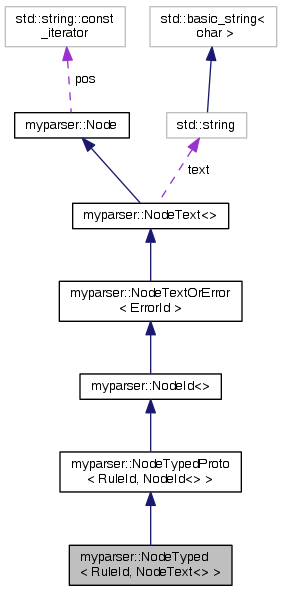 std::string::const
_iterator
std::basic_string<
char >
pos
myparser::Node
std::string
text
myparser::NodeText<>
myparser::NodeTextOrError
< ErrorId >
myparser::NodeId<>
myparser::NodeTypedProto
< RuleId, NodeId<> >
myparser::NodeTyped
< RuleId, NodeText<> >